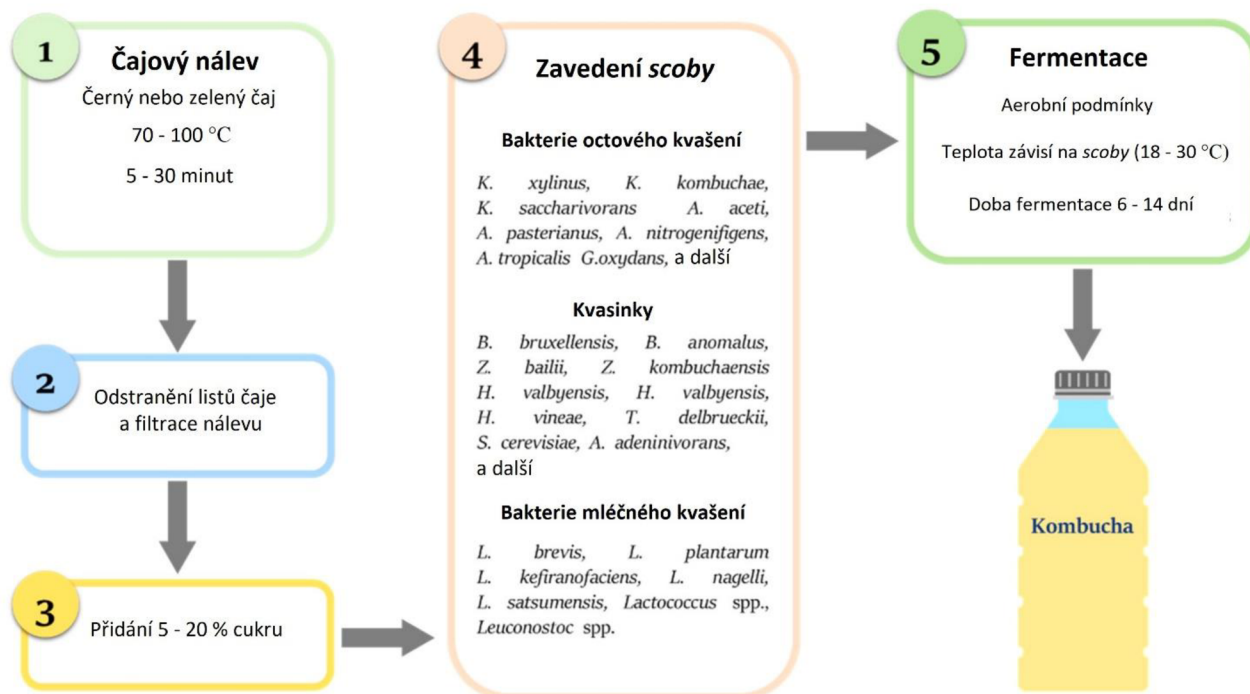 1
Čajový nálev
Černý nebo zelený čaj
70 - 100 °C
5 - 30 minut
2
Odstranění listů čaje
a filtrace nálevu
3
Přidání 5 - 20 % cukru
4
Zavedení scoby
Bakterie octového kvašení
K. xylinus, K. kombuchae,
K. saccharivorans A. aceti,
A. pasterianus, A. nitrogenifigens,
A. tropicalis G.oxydans, a další
Kvasinky
B. bruxellensis, B. anomalus,
Z. bailii, Z. kombuchaensis
H. valbyensis, H. valbyensis,
H. vineae, T. delbrueckii,
S. cerevisiae, A. adeninivorans,
a další
Bakterie mléčného kvašení
L. brevis, L. plantarum
L. kefiranofaciens, L. nagelli,
L. satsumensis, Lactococcus spp.,
Leuconostoc spp.
5
Fermentace
Aerobní podmínky
Teplota závisí na scoby (18 - 30 °C)
Doba fermentace 6 - 14 dní
Kombucha